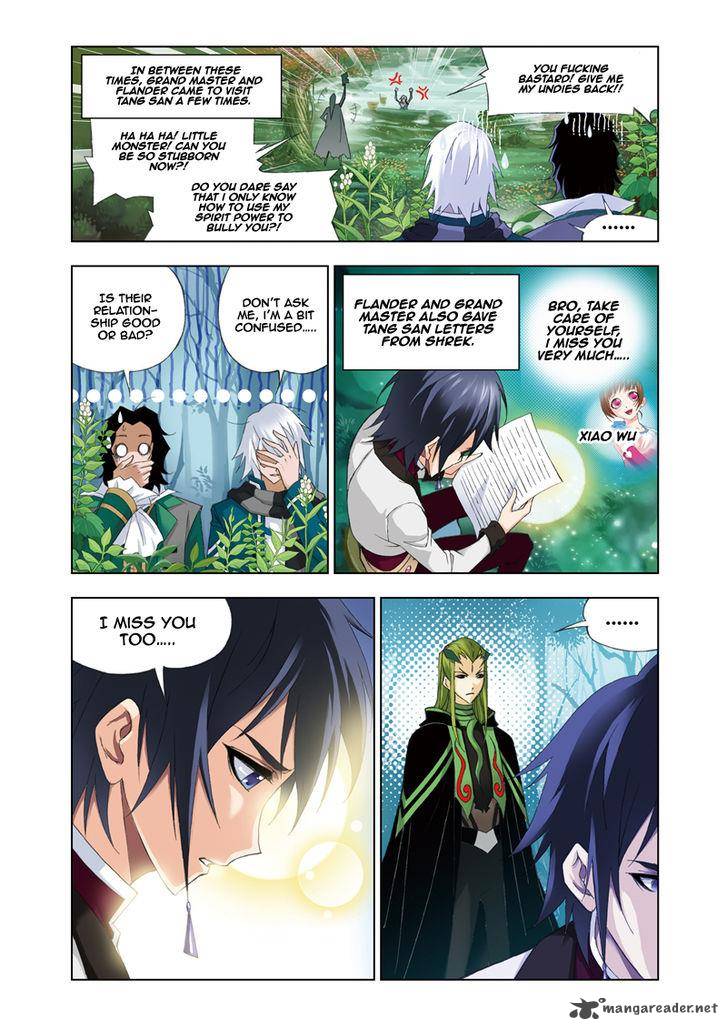 IN BETWEEN THESE
TIMES, GRAND MASTER AND
FLANDER CAME TO VISIT
TANG SAN A FEW TIMES.
YOU FUCKING
BASTARD! GIVE ME
MY UNDIES BACK!!
HA HA HA! LITTLE
MONSTER! CAN YOU
BE SO STUBBORN
NOW?!
DO YOU DARE SAY
THAT I ONLY KNOW
HOW TO USE MY
SPIRIT POWER TO
BULLY YOU?!
......
IS THEIR
RELATION-
SHIP GOOD
OR BAD?
DON'T ASK
ME, I'M A BIT
CONFUSED.....
FLANDER AND GRAND
MASTER ALSO GAVE
TANG SAN LETTERS
FROM SHREK.
BRO, TAKE
CARE OF
YOURSELF,
I MISS YOU
VERY MUCH.....
XIAO WU
I MISS YOU
TOO.....
......
mangareader.net